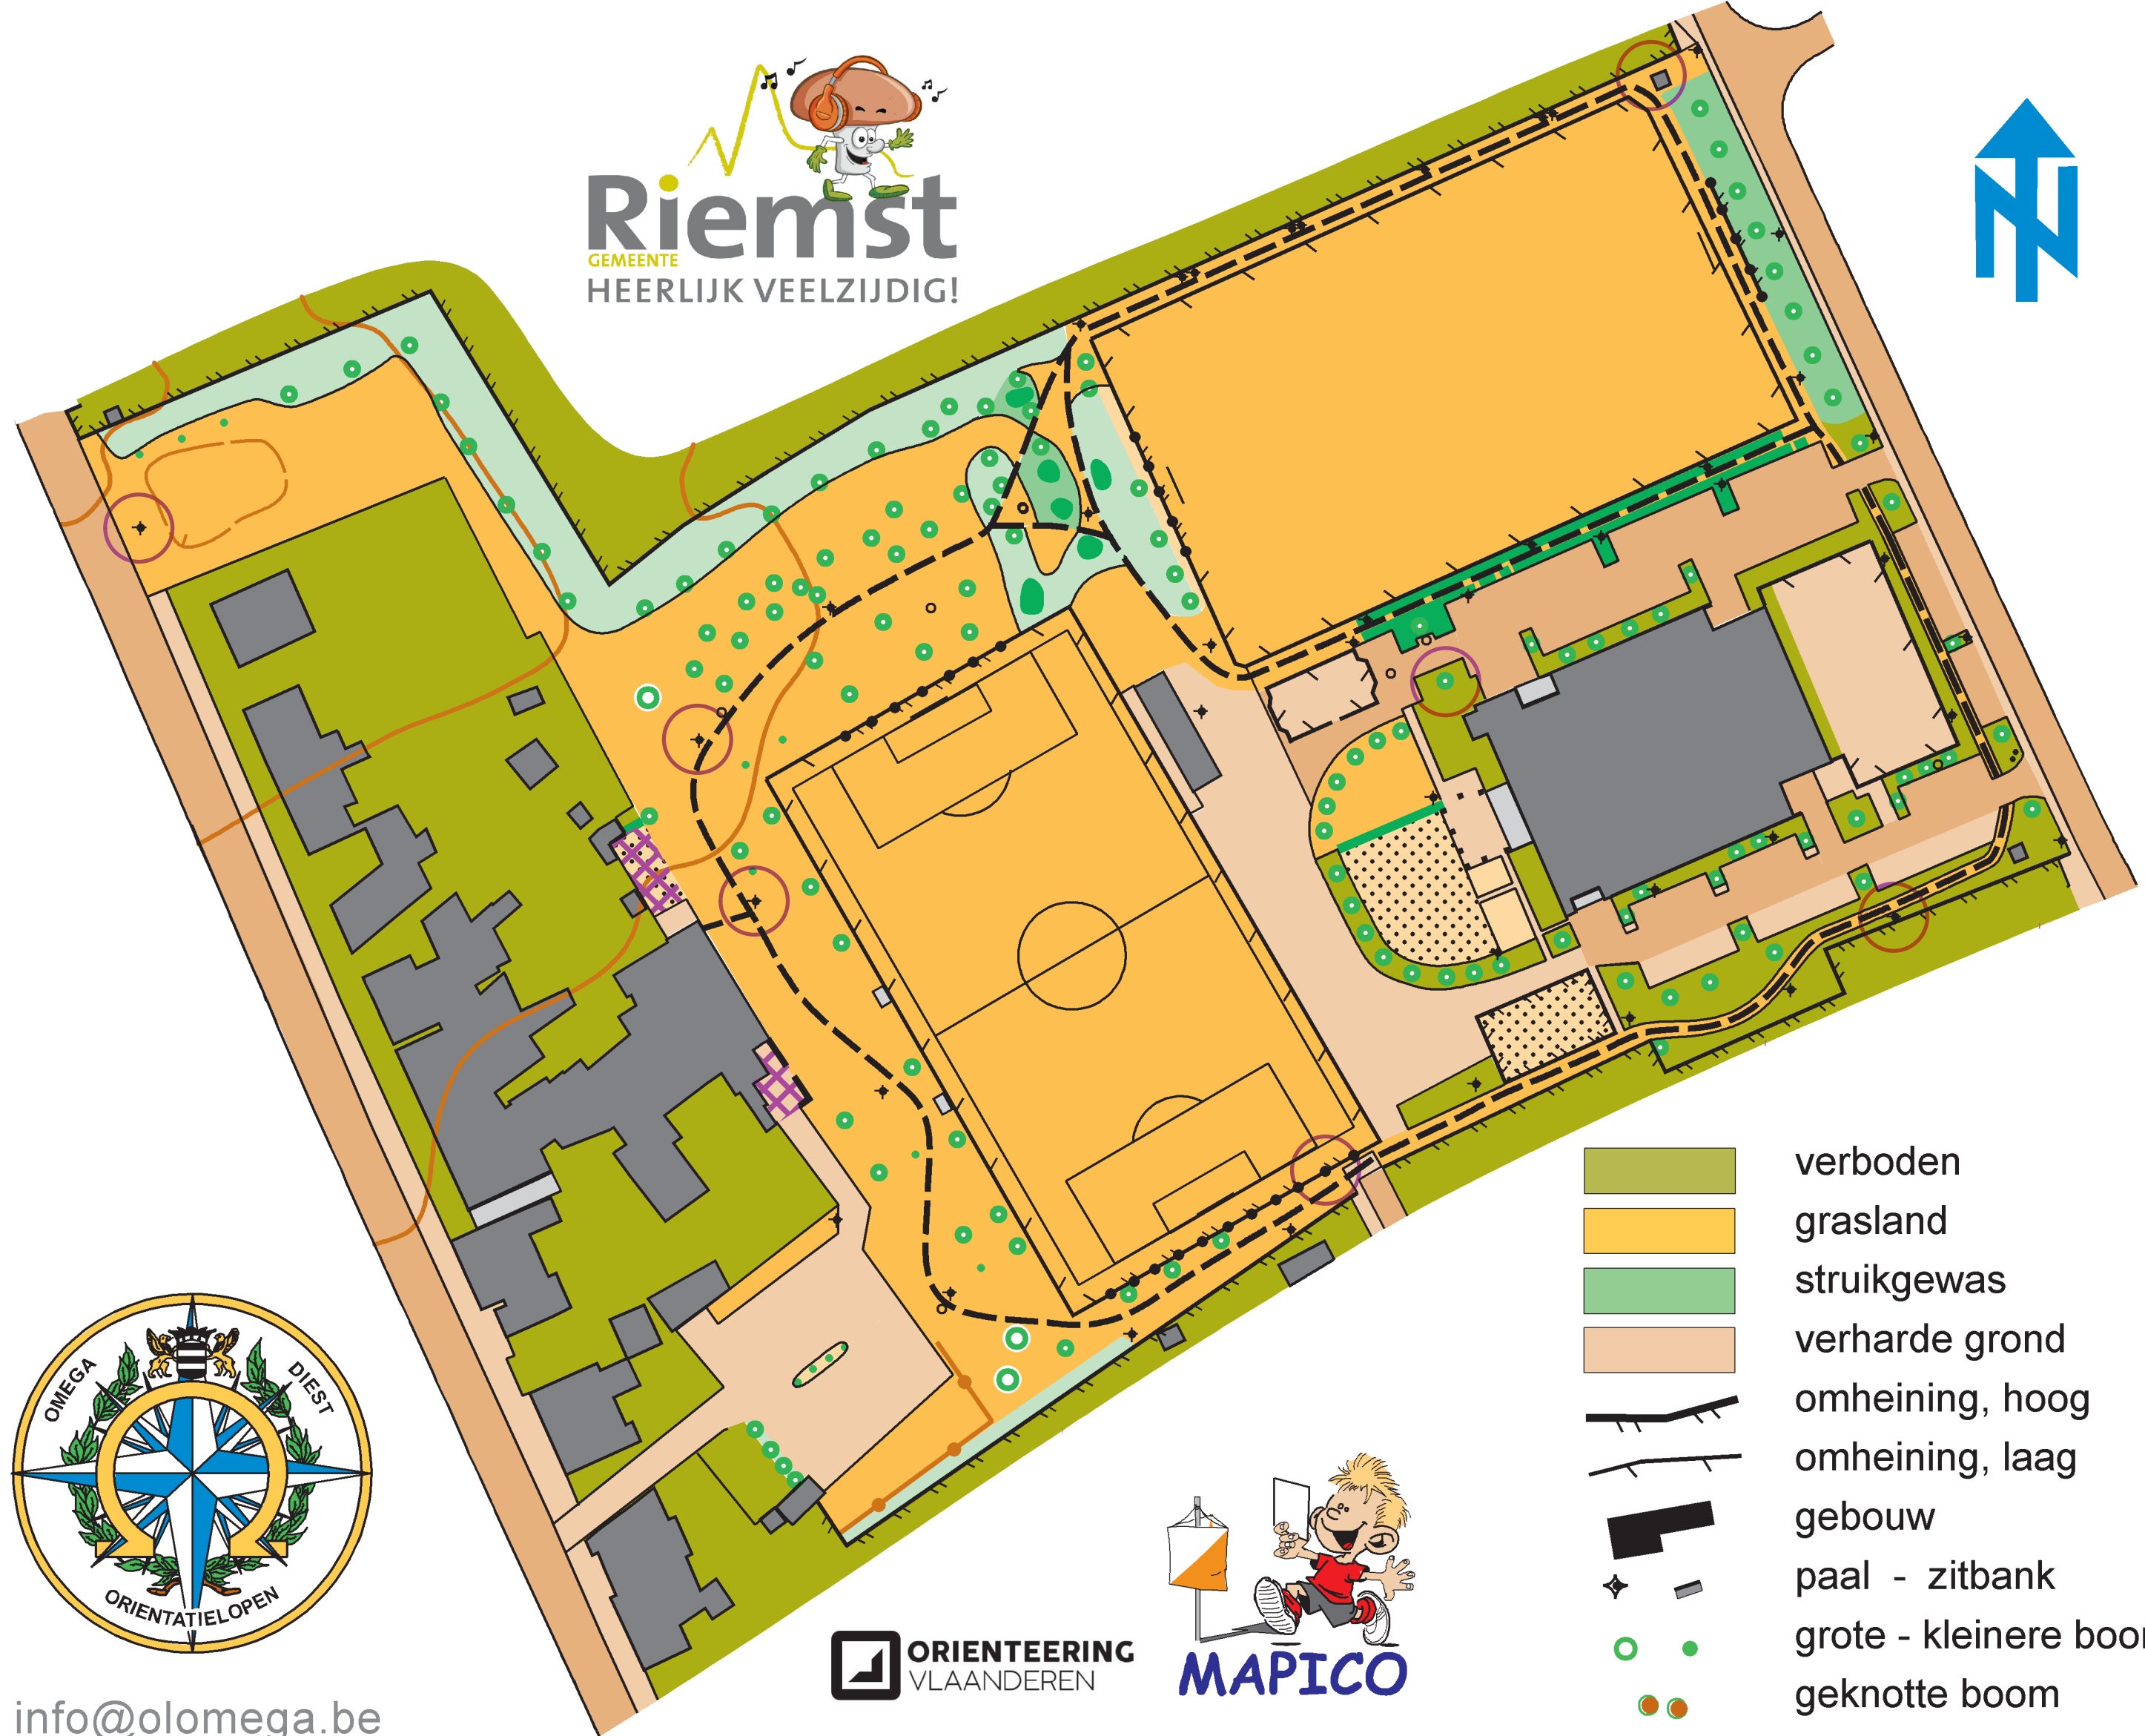 Riemst
GEMEENTE
HEERLIJK VEELZIJDIG!
N
verboden
grasland
struikgewas
verharde grond
omheining, hoog
omheining, laag
gebouw
paal - zitbank
grote - kleinere boom
geknotte boom
OMEGA DIEST
ORIENTATIELOPEN
ORIENTEERING
VLAANDEREN
MAPICO
info@olomega.be